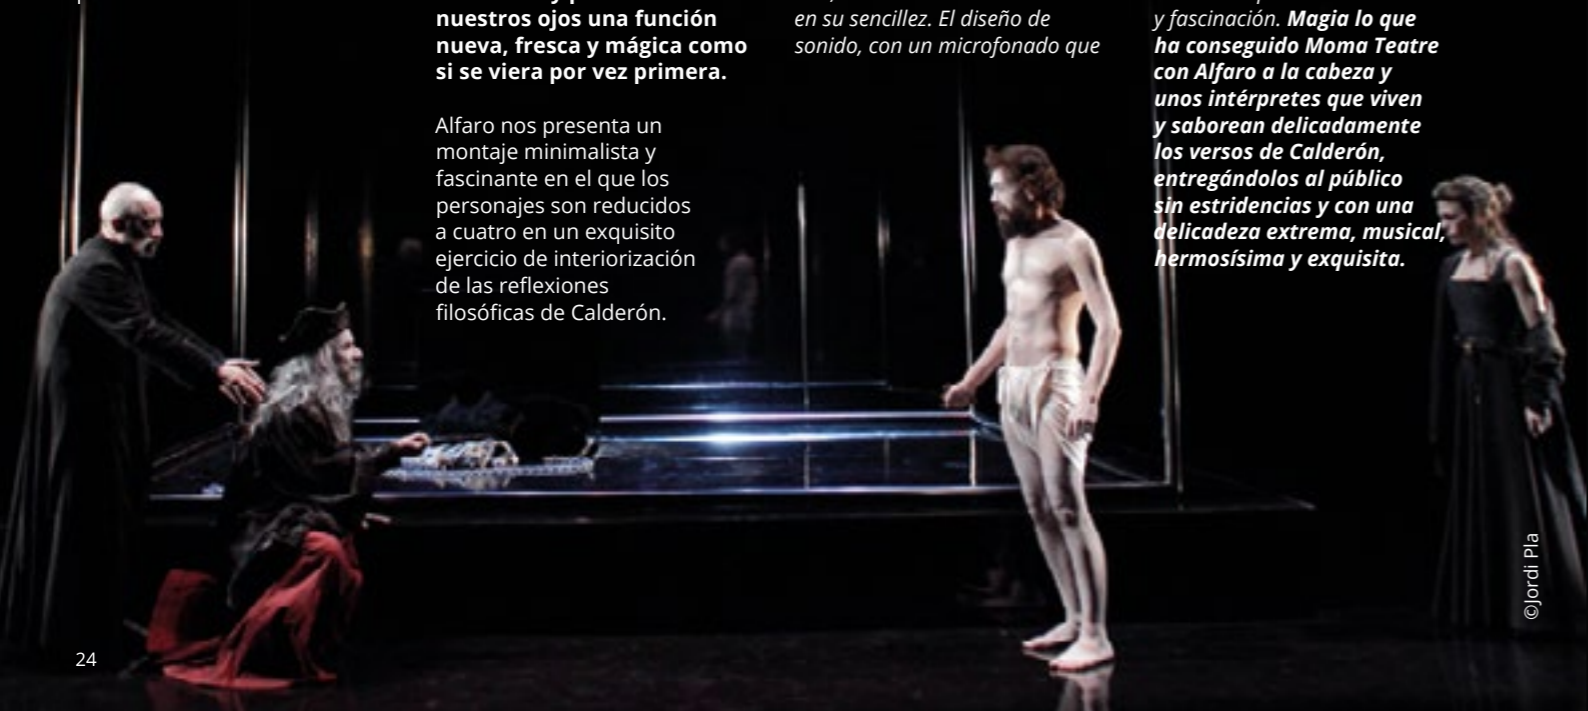 nuestros ojos una función
nueva, fresca y mágica como
si se viera por vez primera.
Alfaro nos presenta un
montaje minimalista y
fascinante en el que los
personajes son reducidos
a cuatro en un exquisito
ejercicio de interiorización
de las reflexiones
filosóficas de Calderón.
en su sencillez. El diseño de
sonido, con un microfonado que
y fascinación. Magia lo que
ha conseguido Moma Teatre
con Alfaro a la cabeza y
unos intérpretes que viven
y saborean delicadamente
los versos de Calderón,
entregándolos al público
sin estridencias y con una
delicadeza extrema, musical,
hermosísima y exquisita.
©Jordi Pla
24